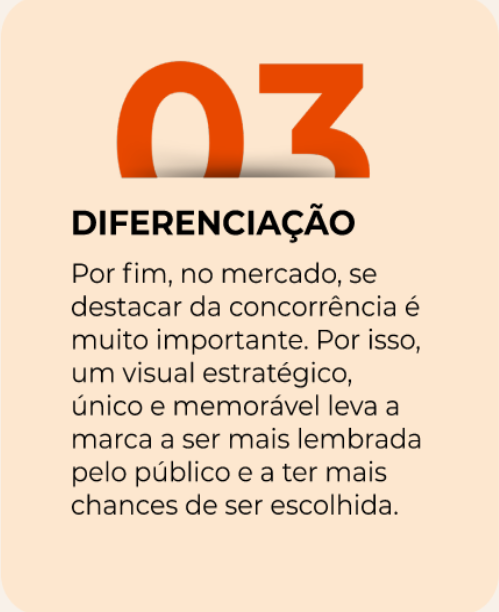 03
DIFERENCIAÇÃO
Por fim, no mercado, se
destacar da concorrência é
muito importante. Por isso,
um visual estratégico,
único e memorável leva a
marca a ser mais lembrada
pelo público e a ter mais
chances de ser escolhida.